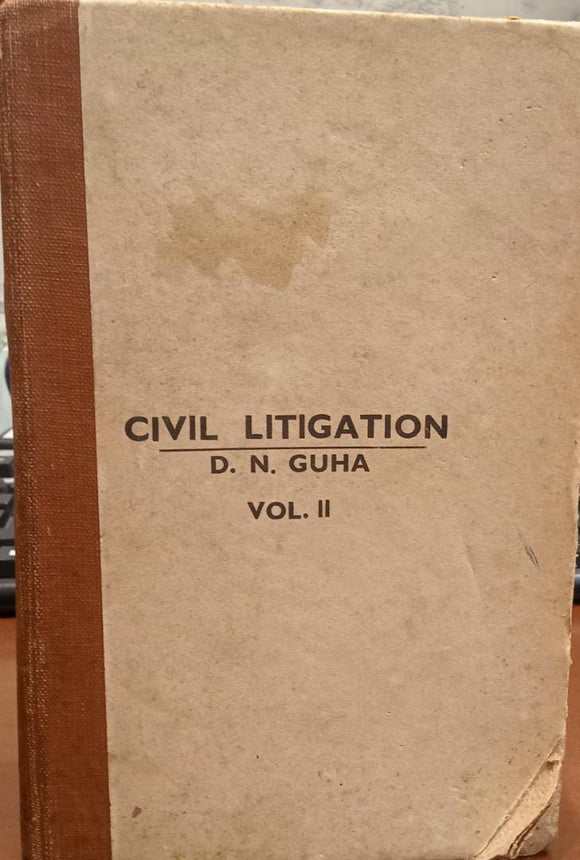 CIVIL LITIGATION
D. N. GUHA
VOL. II